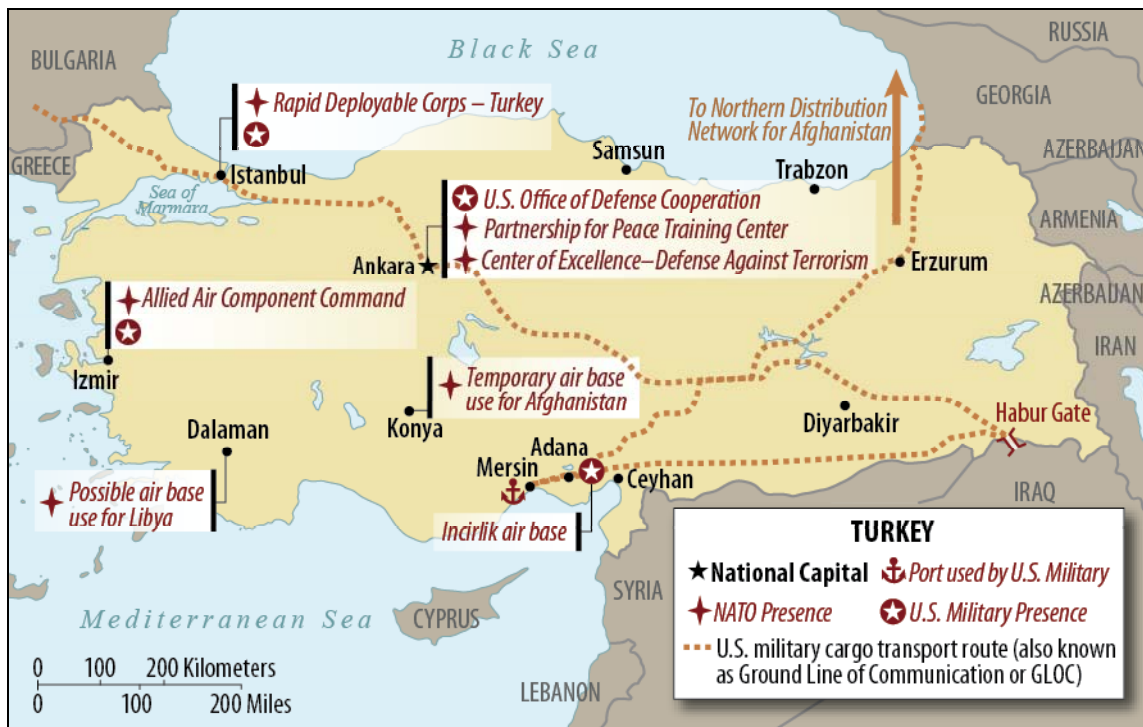 BULGARIA
Black Sea
RUSSIA
GEORGIA
Rapid Deployable Corps – Turkey
To Northern Distribution
Network for Afghanistan
GREECE
Istanbul
Sea of
Marmara
Samsun
Trabzon
AZERBAIJAN
ARMENIA
U.S. Office of Defense Cooperation
Partnership for Peace Training Center
Center of Excellence–Defense Against Terrorism
Ankara
Erzurum
AZERBAIJAN
IRAN
Allied Air Component Command
Izmir
Temporary air base
use for Afghanistan
Konya
Diyarbakir
Habur Gate
Dalaman
Adana
Mersin
Ceyhan
Possible air base
use for Libya
Incirlik air base
IRAQ
SYRIA
CYPRUS
LEBANON
Mediterranean Sea
0 100 200 Kilometers
0 100 200 Miles
TURKEY
National Capital Port used by U.S. Military
NATO Presence U.S. Military Presence
U.S. military cargo transport route (also known
as Ground Line of Communication or GLOC)